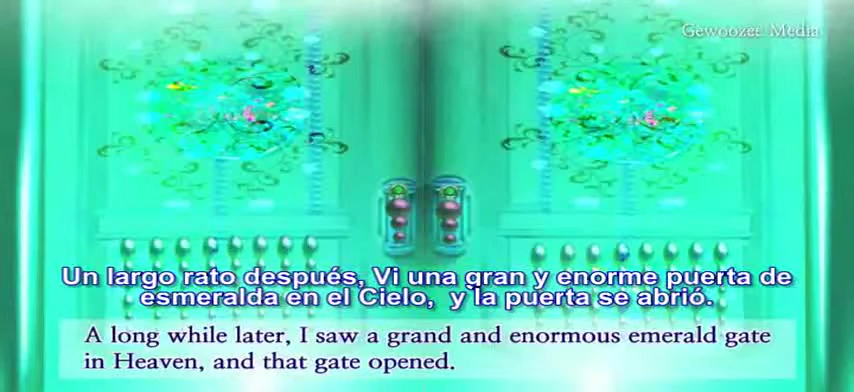 Gewoozee Media
Un largo rato después, Vi una gran y enorme puerta de
esmeralda en el Cielo, y la puerta se abrió.
A long while later, I saw a grand and enormous emerald gate
in Heaven, and that gate opened.